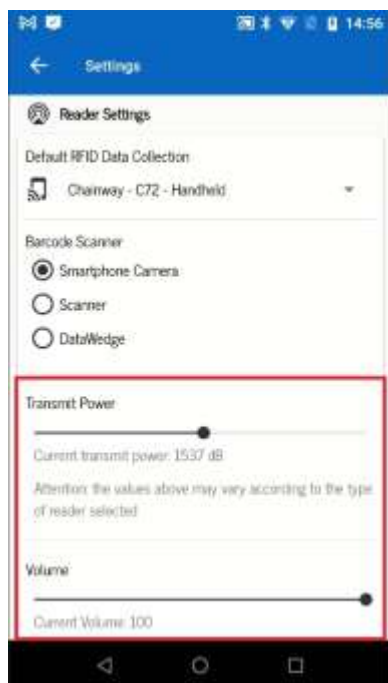 14:56
Settings
Reader Settings
Default RFID Data Collection
Chainway - C72 - Handheld
Barcode Scanner
Smartphone Camera
Scanner
DataWedge
Transmit Power
Current transmit power: 1537 dB
Attention: the values above may vary according to the type
of reader selected
Volume
Current Volume: 100